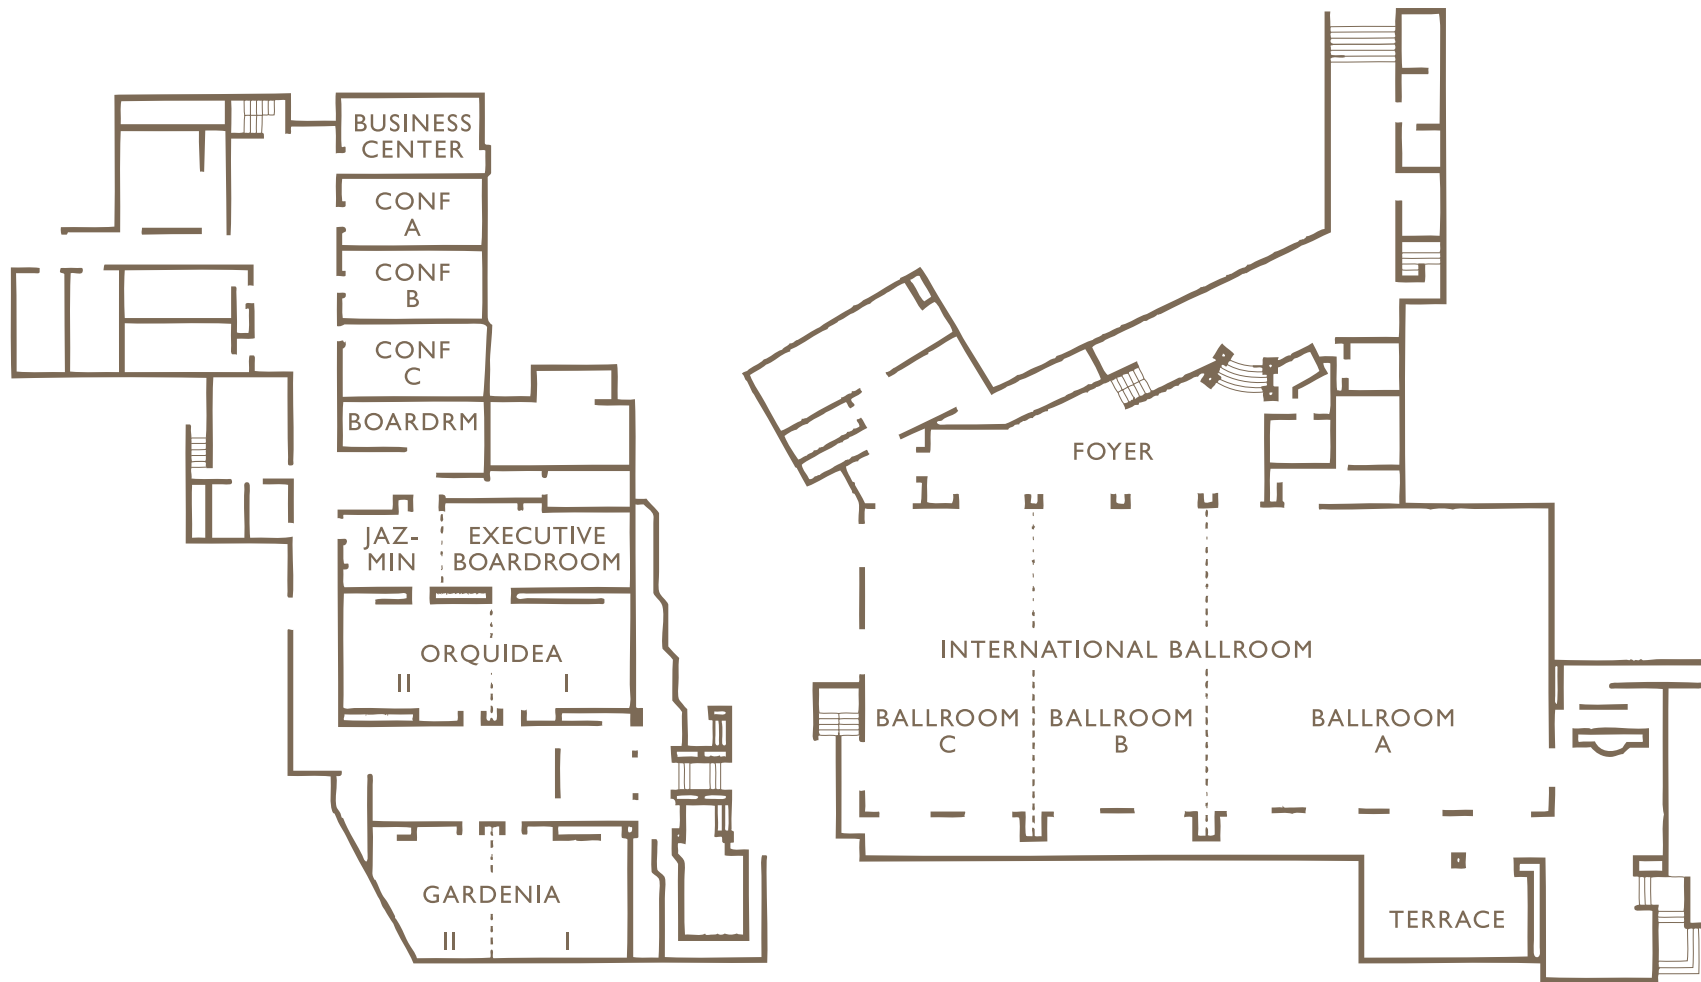 BUSINESS
CENTER
CONF
A
CONF
B
CONF
C
BOARDRM
JAZ-
MIN
EXECUTIVE
BOARDROOM
ORQUIDEA
II
I
GARDENIA
II
I
FOYER
INTERNATIONAL BALLROOM
BALLROOM
C
BALLROOM
B
BALLROOM
A
TERRACE